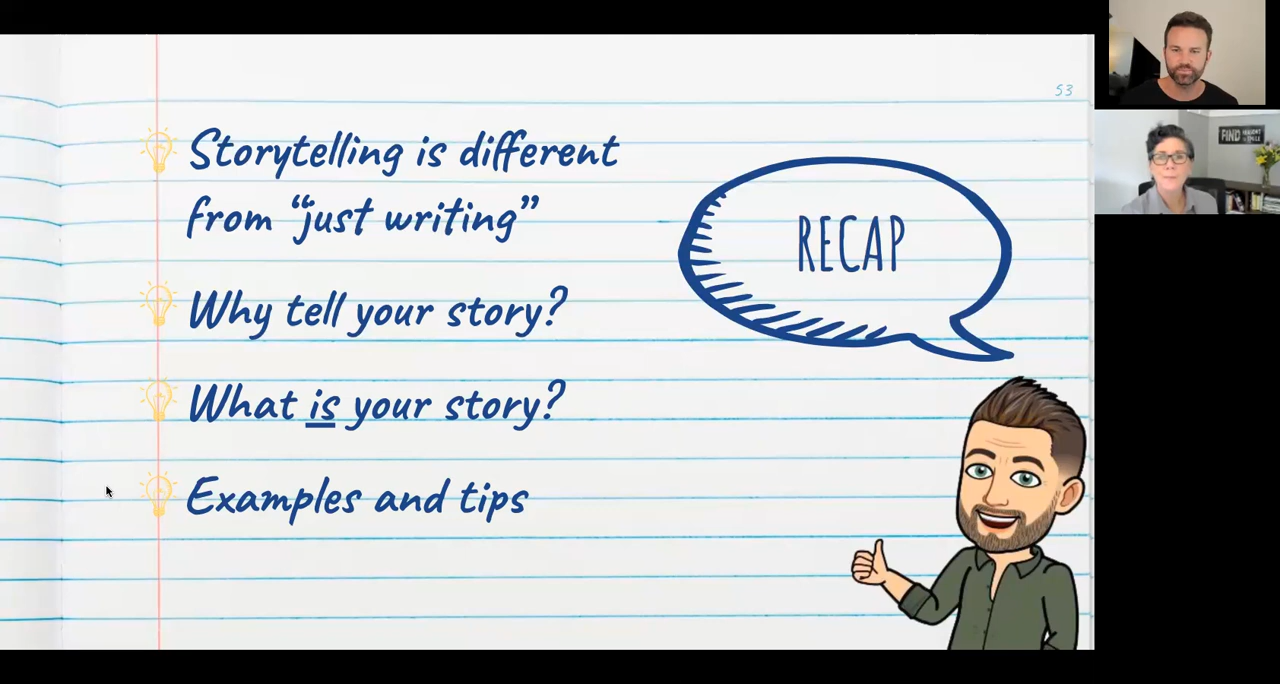 53
Storytelling is different
from “just writing”
Why tell your story?
What is your story?
Examples and tips
RECAP
FIND